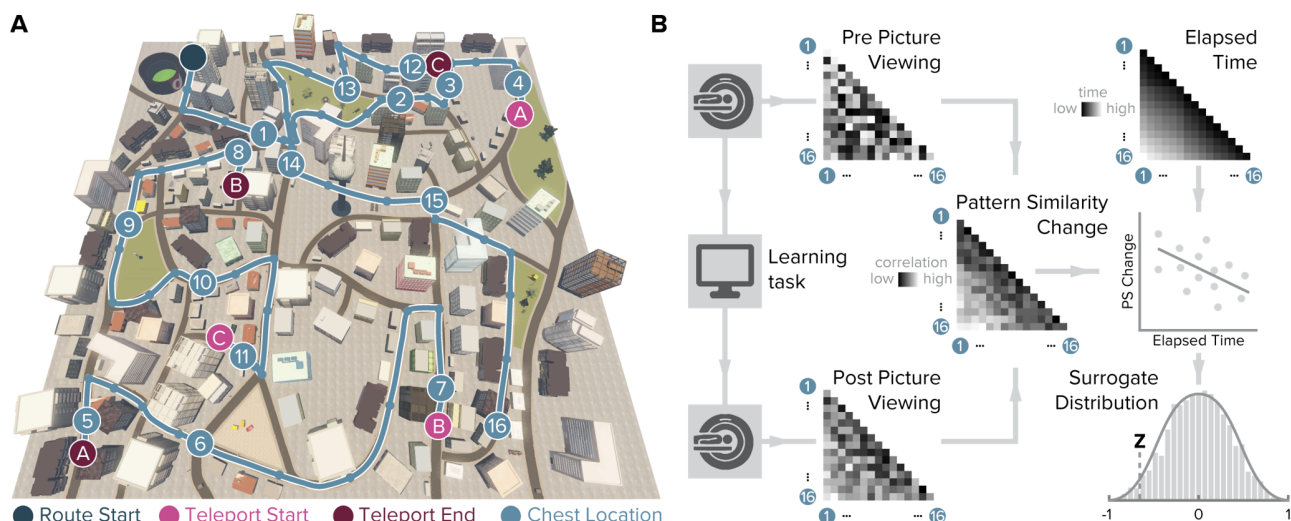 A
C
12
3
4
13
2
A
1
8
14
B
15
9
10
C
11
7
5
B
16
6
A
Route Start
Teleport Start
Teleport End
Chest Location
B
Pre Picture
Viewing
1
⋮
16
1
...
...
16
Elapsed
Time
time
low
high
1
⋮
⋮
16
1
...
...
16
Learning
task
Pattern Similarity
Change
correlation
low
high
1
⋮
⋮
16
1
...
...
16
PS Change
Elapsed Time
Post Picture
Viewing
1
⋮
⋮
16
1
...
...
16
Surrogate
Distribution
Z
-1
0
1